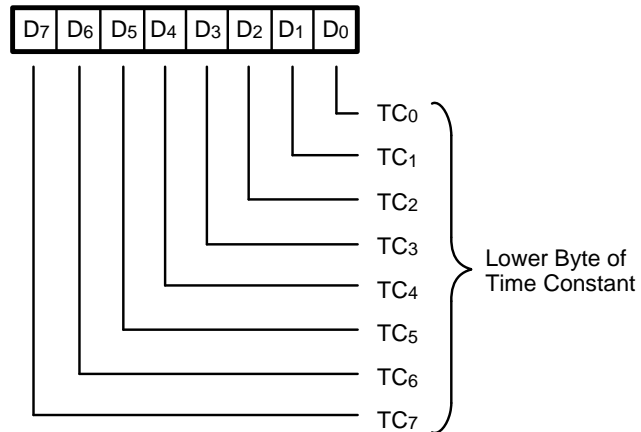 D7 D6 D5 D4 D3 D2 D1 D0
TC0
TC1
TC2
TC3
TC4
TC5
TC6
TC7
Lower Byte of
Time Constant